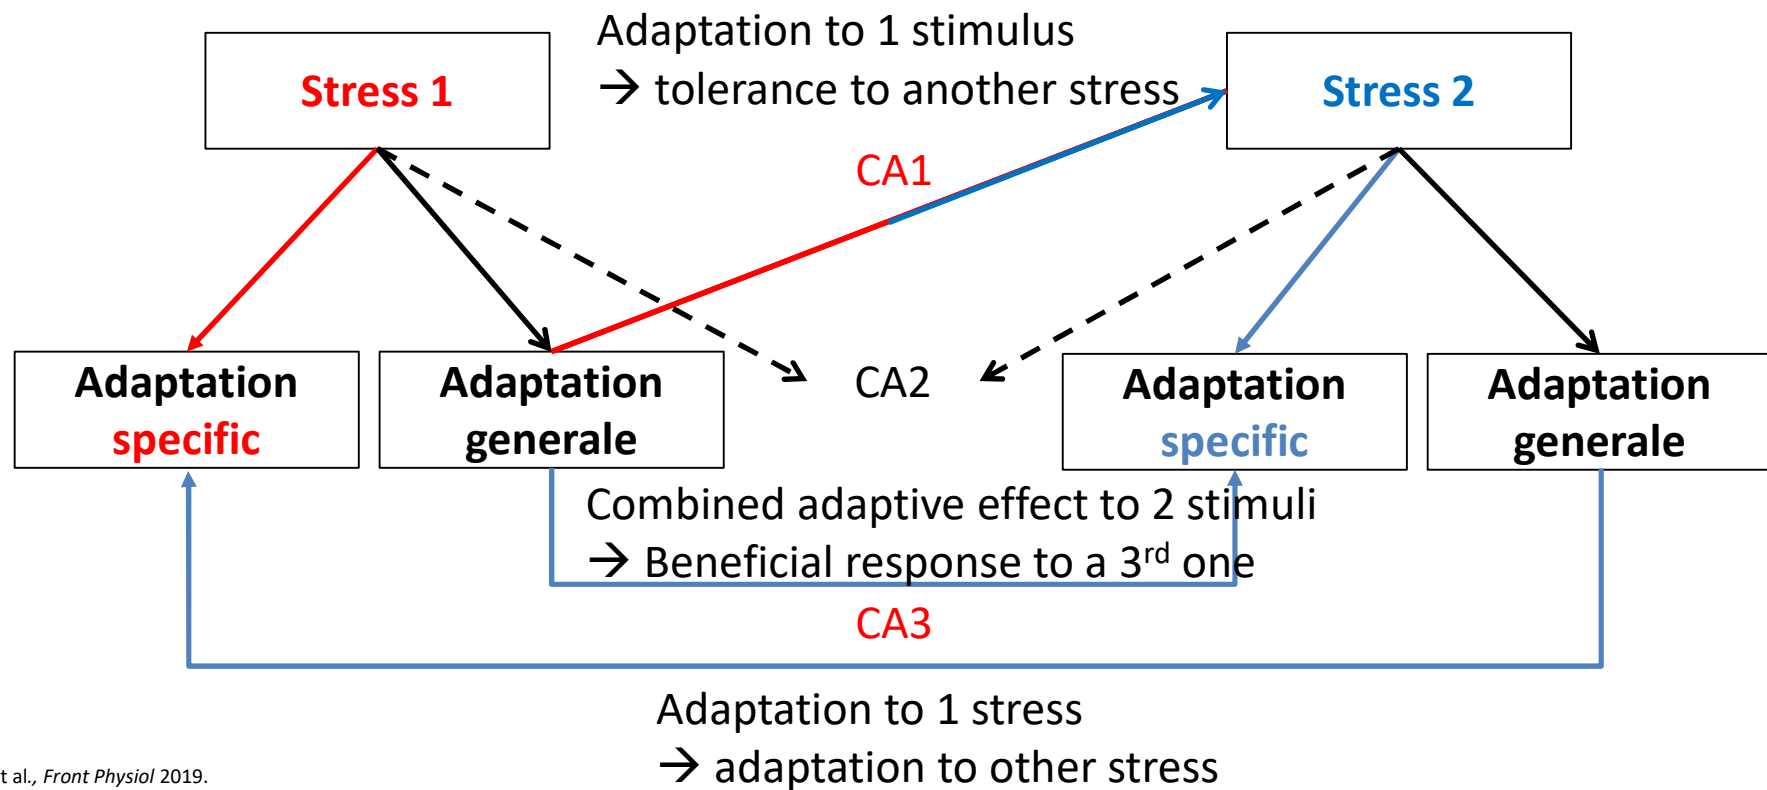 Adaptation to 1 stimulus
→ tolerance to another stress
Stress 1
Stress 2
CA1
Adaptation
specific
Adaptation
generale
CA2
Adaptation
specific
Adaptation
generale
Combined adaptive effect to 2 stimuli
→ Beneficial response to a 3rd one
CA3
Adaptation to 1 stress
→ adaptation to other stress
t al., Front Physiol 2019.